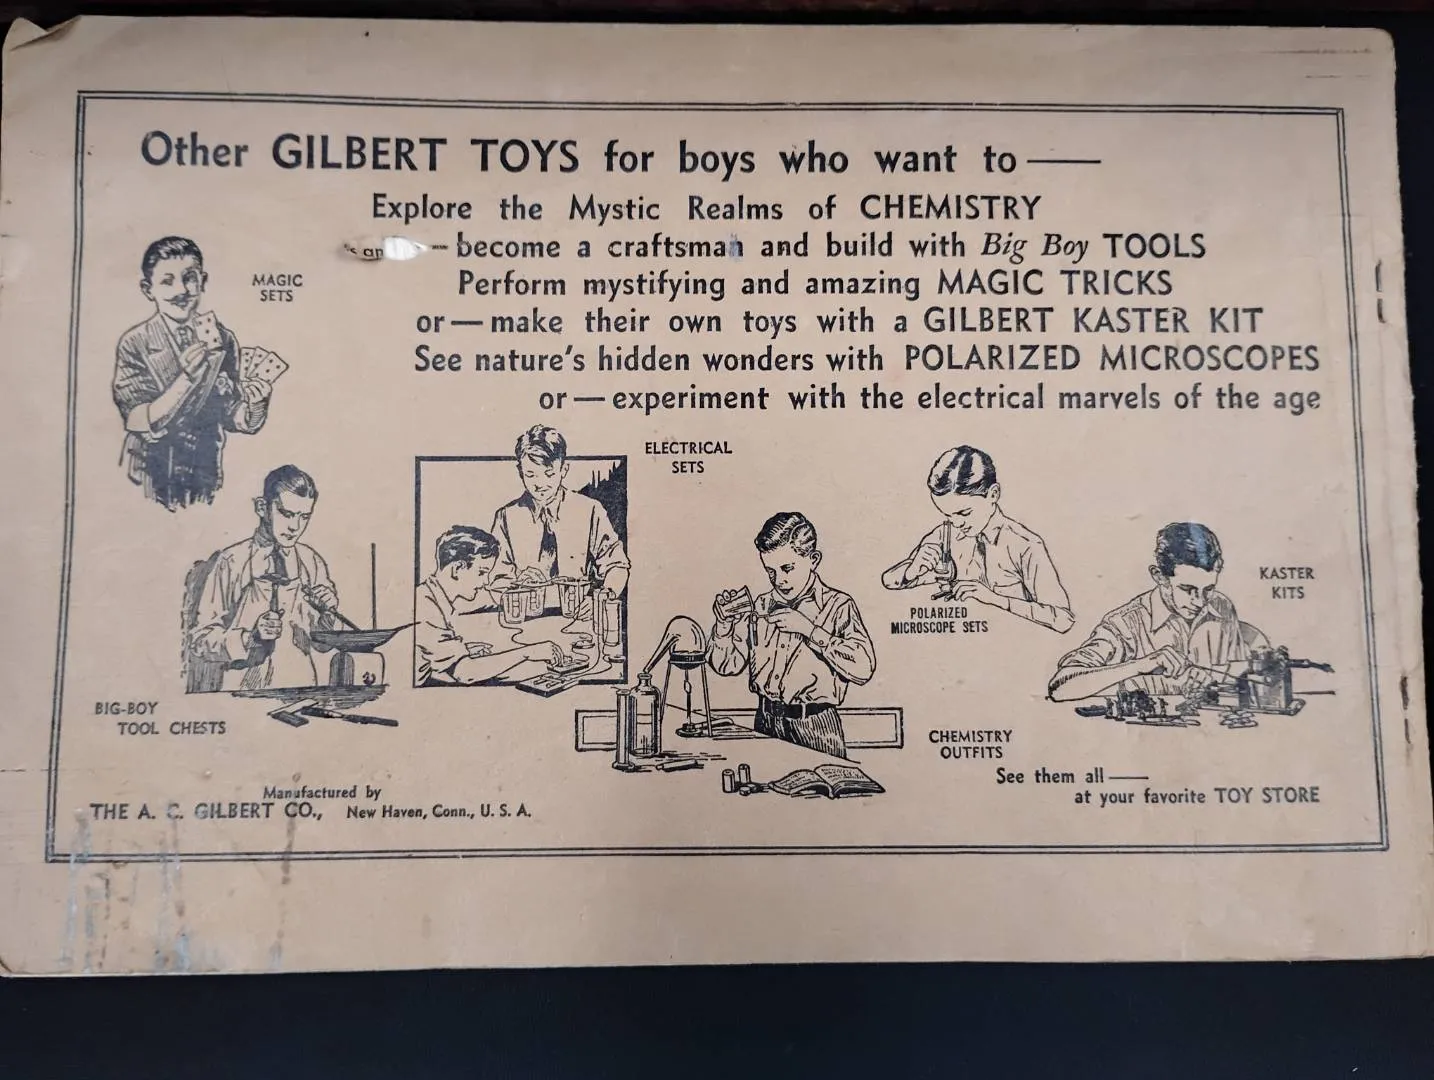 Other GILBERT TOYS for boys who want to —
Explore the Mystic Realms of CHEMISTRY
— become a craftsman and build with Big Boy TOOLS
Perform mystifying and amazing MAGIC TRICKS
or — make their own toys with a GILBERT KASTER KIT
See nature's hidden wonders with POLARIZED MICROSCOPES
or — experiment with the electrical marvels of the age
MAGIC
SETS
ELECTRICAL
SETS
POLARIZED
MICROSCOPE SETS
KASTER
KITS
BIG-BOY
TOOL CHESTS
CHEMISTRY
OUTFITS
See them all —
at your favorite TOY STORE
Manufactured by
THE A. C. GILBERT CO., New Haven, Conn., U. S. A.